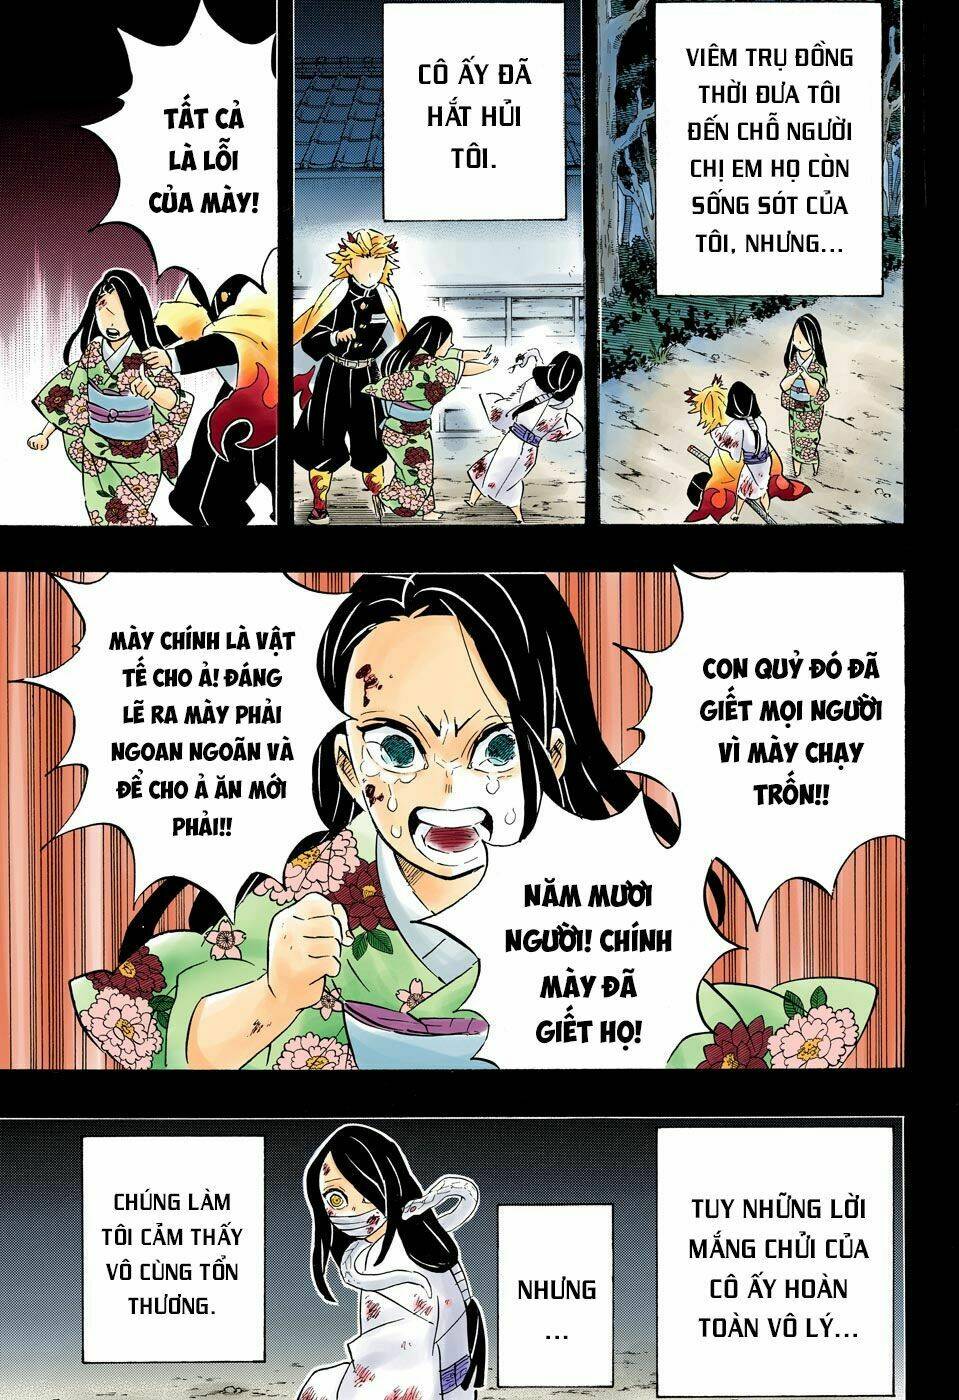 VIÊM TRỤ ĐỒNG
THỜI ĐƯA TÔI
ĐẾN CHỖ NGƯỜI
CHỊ EM HỌ CÒN
SỐNG SÓT CỦA
TÔI, NHƯNG...
CÔ ẤY ĐÃ
HẮT HỦI
TÔI.
TẤT CẢ
LÀ LỖI
CỦA MÀY!
CON QUỶ ĐÓ ĐÃ
GIẾT MỌI NGƯỜI
VÌ MÀY CHẠY
TRỐN!!
NĂM MƯƠI
NGƯỜI! CHÍNH
MÀY ĐÃ
GIẾT HỌ!
MÀY CHÍNH LÀ VẬT
TẾ CHO Ả! ĐÁNG
LẼ RA MÀY PHẢI
NGOAN NGOÃN VÀ
ĐỂ CHO Ả ĂN MỚI
PHẢI!!
TUY NHỮNG LỜI
MẮNG CHỬI CỦA
CÔ ẤY HOÀN
TOÀN VÔ LÝ...
NHƯNG
...
CHÚNG LÀM
TÔI CẢM THẤY
VÔ CÙNG TỔN
THƯƠNG.